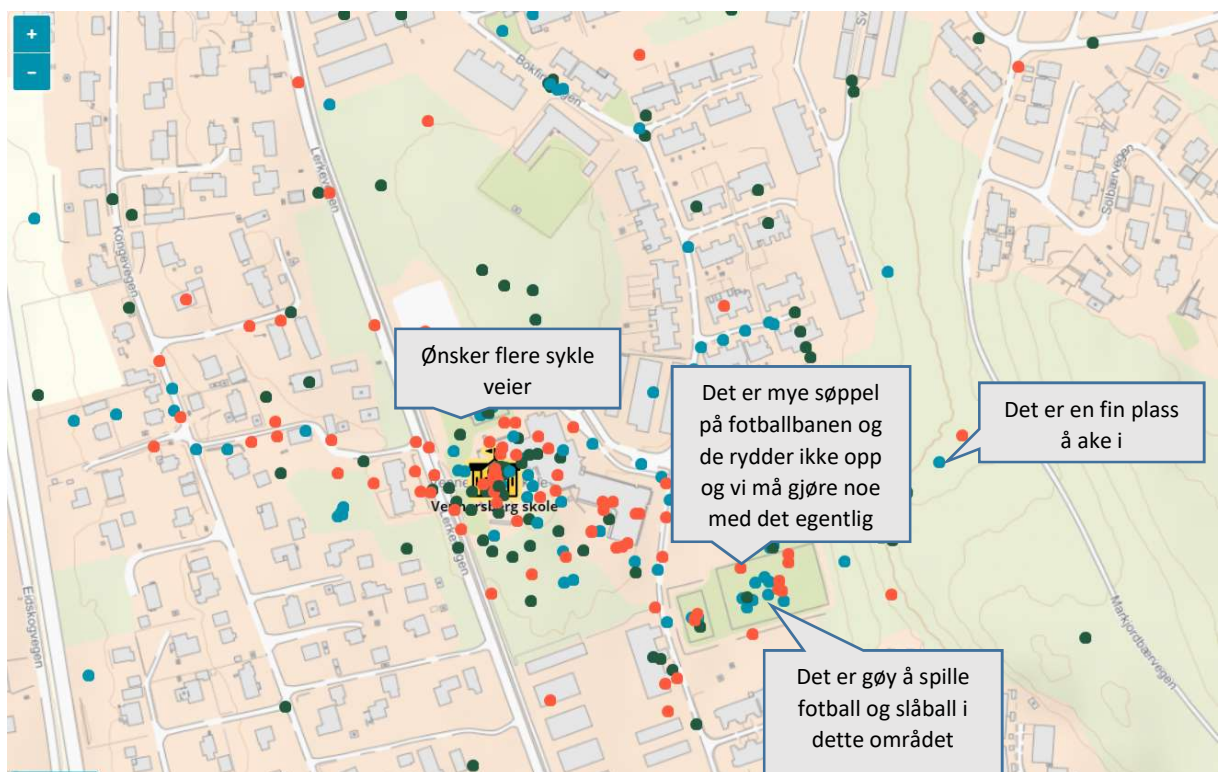 +
−
Bokfinkvegen
Lerkevegen
Kongevegen
Solbærvegen
Ønsker flere sykle
veier
Det er mye søppel
på fotballbanen og
de rydder ikke opp
og vi må gjøre noe
med det egentlig
Det er en fin plass
å ake i
Vennersberg skole
Lerkevegen
Eidskogvegen
Markjordbærvegen
Det er gøy å spille
fotball og slåball i
dette området